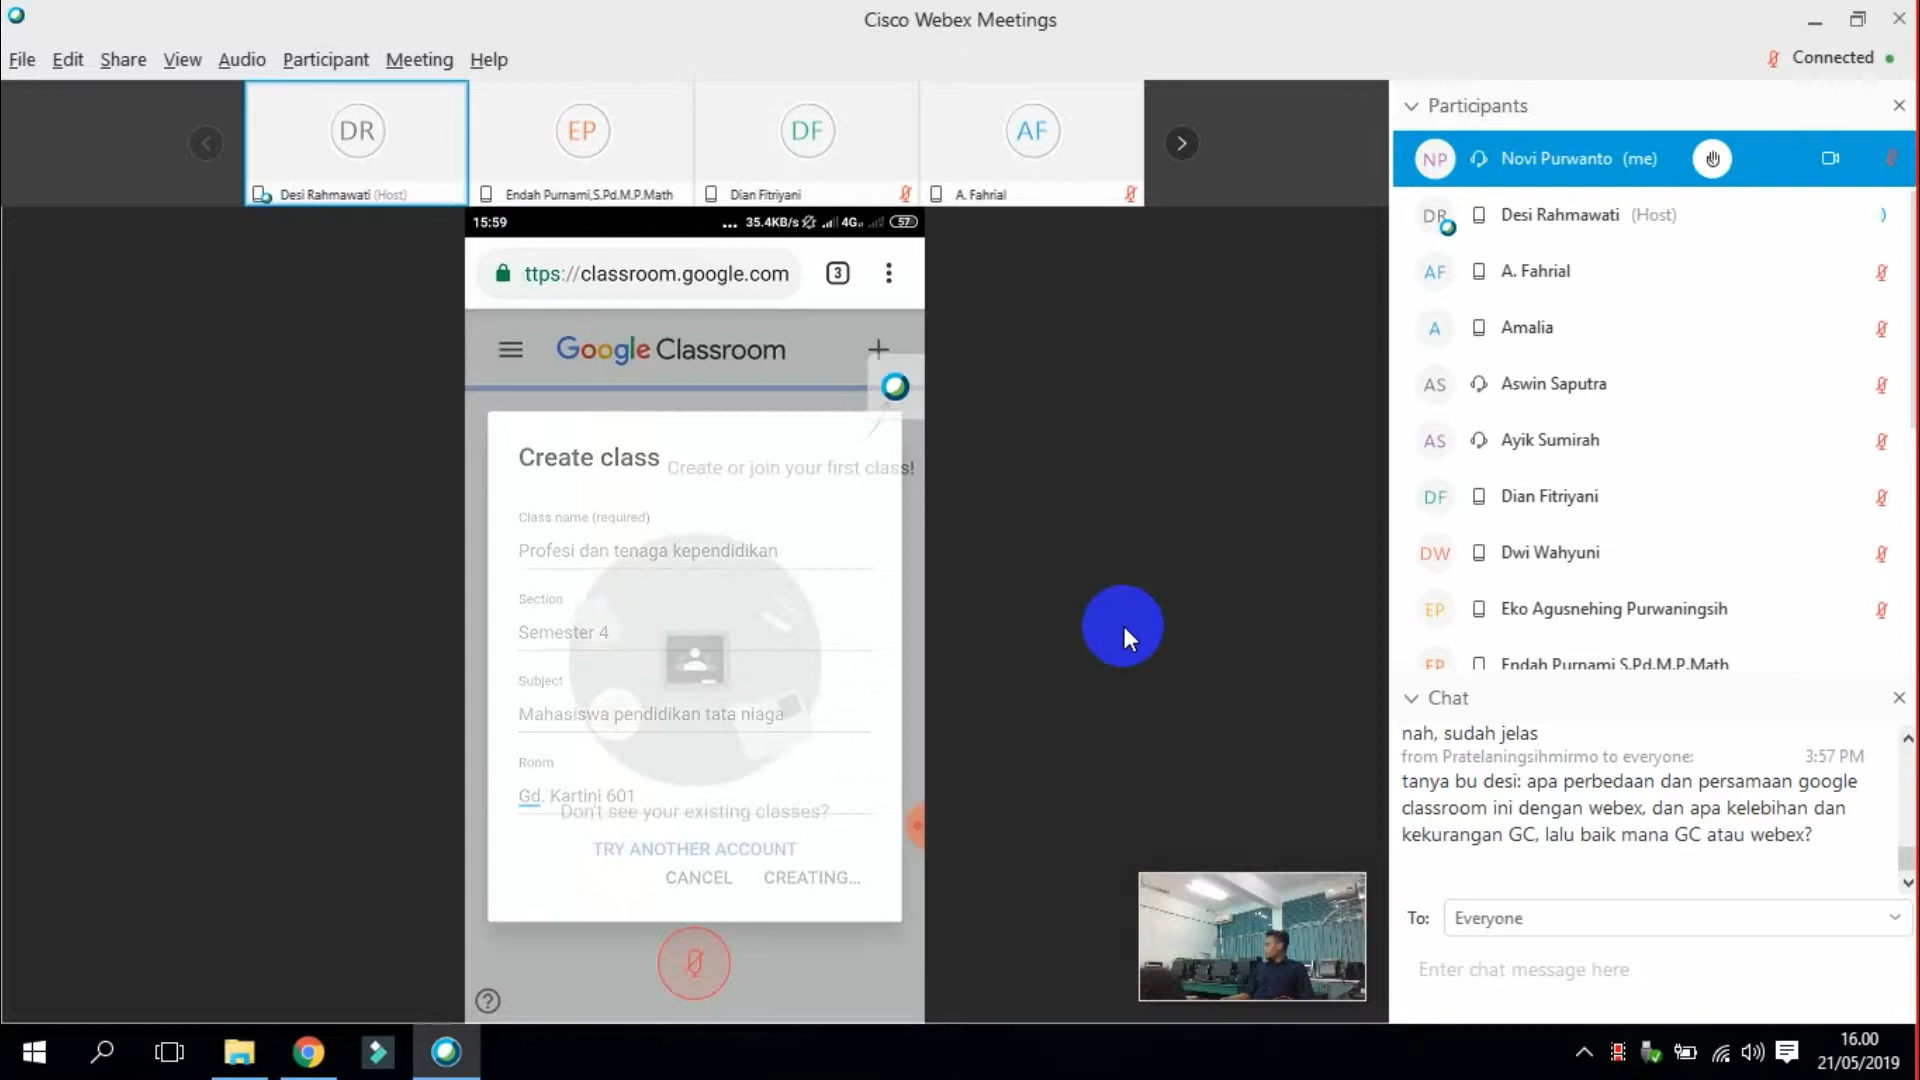 Cisco Webex Meetings
File Edit Share View Audio Participant Meeting Help
Connected
DR
EP
DF
AF
Desi Rahmawati (Host)
Endah Purnami,S.Pd.M.P.Math
Dian Fitriyani
A. Fahrial
15:59
... 35.4KB/s 4G 57
ttps://classroom.google.com
3
Google Classroom
Create class
Create or join your first class!
Class name (required)
Profesi dan tenaga kependidikan
Section
Semester 4
Subject
Mahasiswa pendidikan tata niaga
Room
Gd. Kartini 601
Don't see your existing classes?
TRY ANOTHER ACCOUNT
CANCEL CREATING...
Participants
NP Novi Purwanto (me)
DR Desi Rahmawati (Host)
AF A. Fahrial
A Amalia
AS Aswin Saputra
AS Ayik Sumirah
DF Dian Fitriyani
DW Dwi Wahyuni
EP Eko Agusnehing Purwaningsih
EP Endah Purnami,S.Pd.M.P.Math
Chat
nah, sudah jelas
from Pratelaningsihmirmo to everyone: 3:57 PM
tanya bu desi: apa perbedaan dan persamaan google
classroom ini dengan webex, dan apa kelebihan dan
kekurangan GC, lalu baik mana GC atau webex?
To: Everyone
Enter chat message here
16.00
21/05/2019